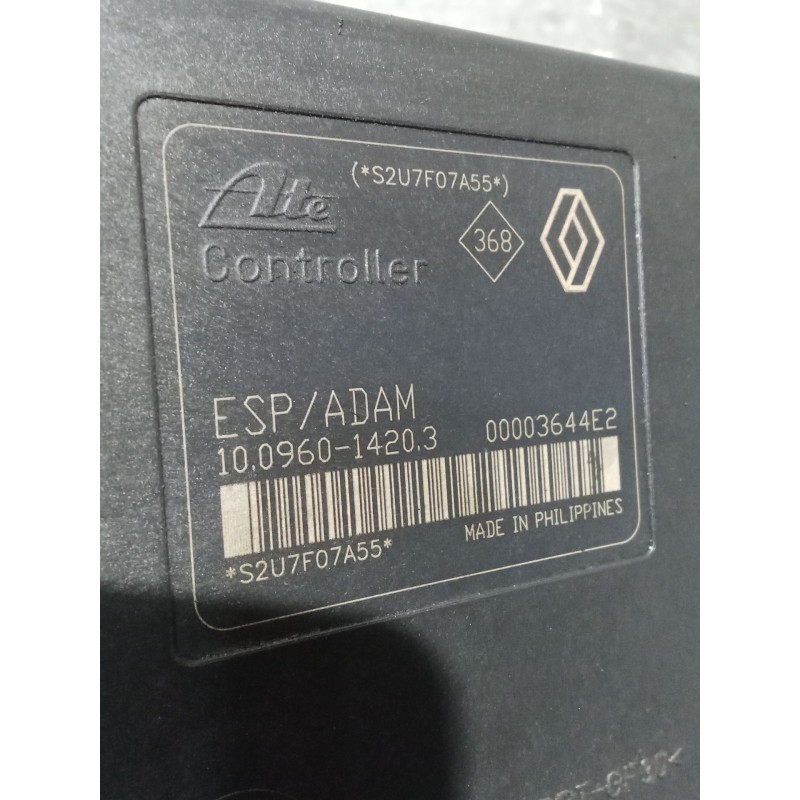 (*S2U7F07A55*)
Ate
Controller
368
ESP/ADAM
10.0960-1420.3
00003644E2
MADE IN PHILIPPINES
*S2U7F07A55*